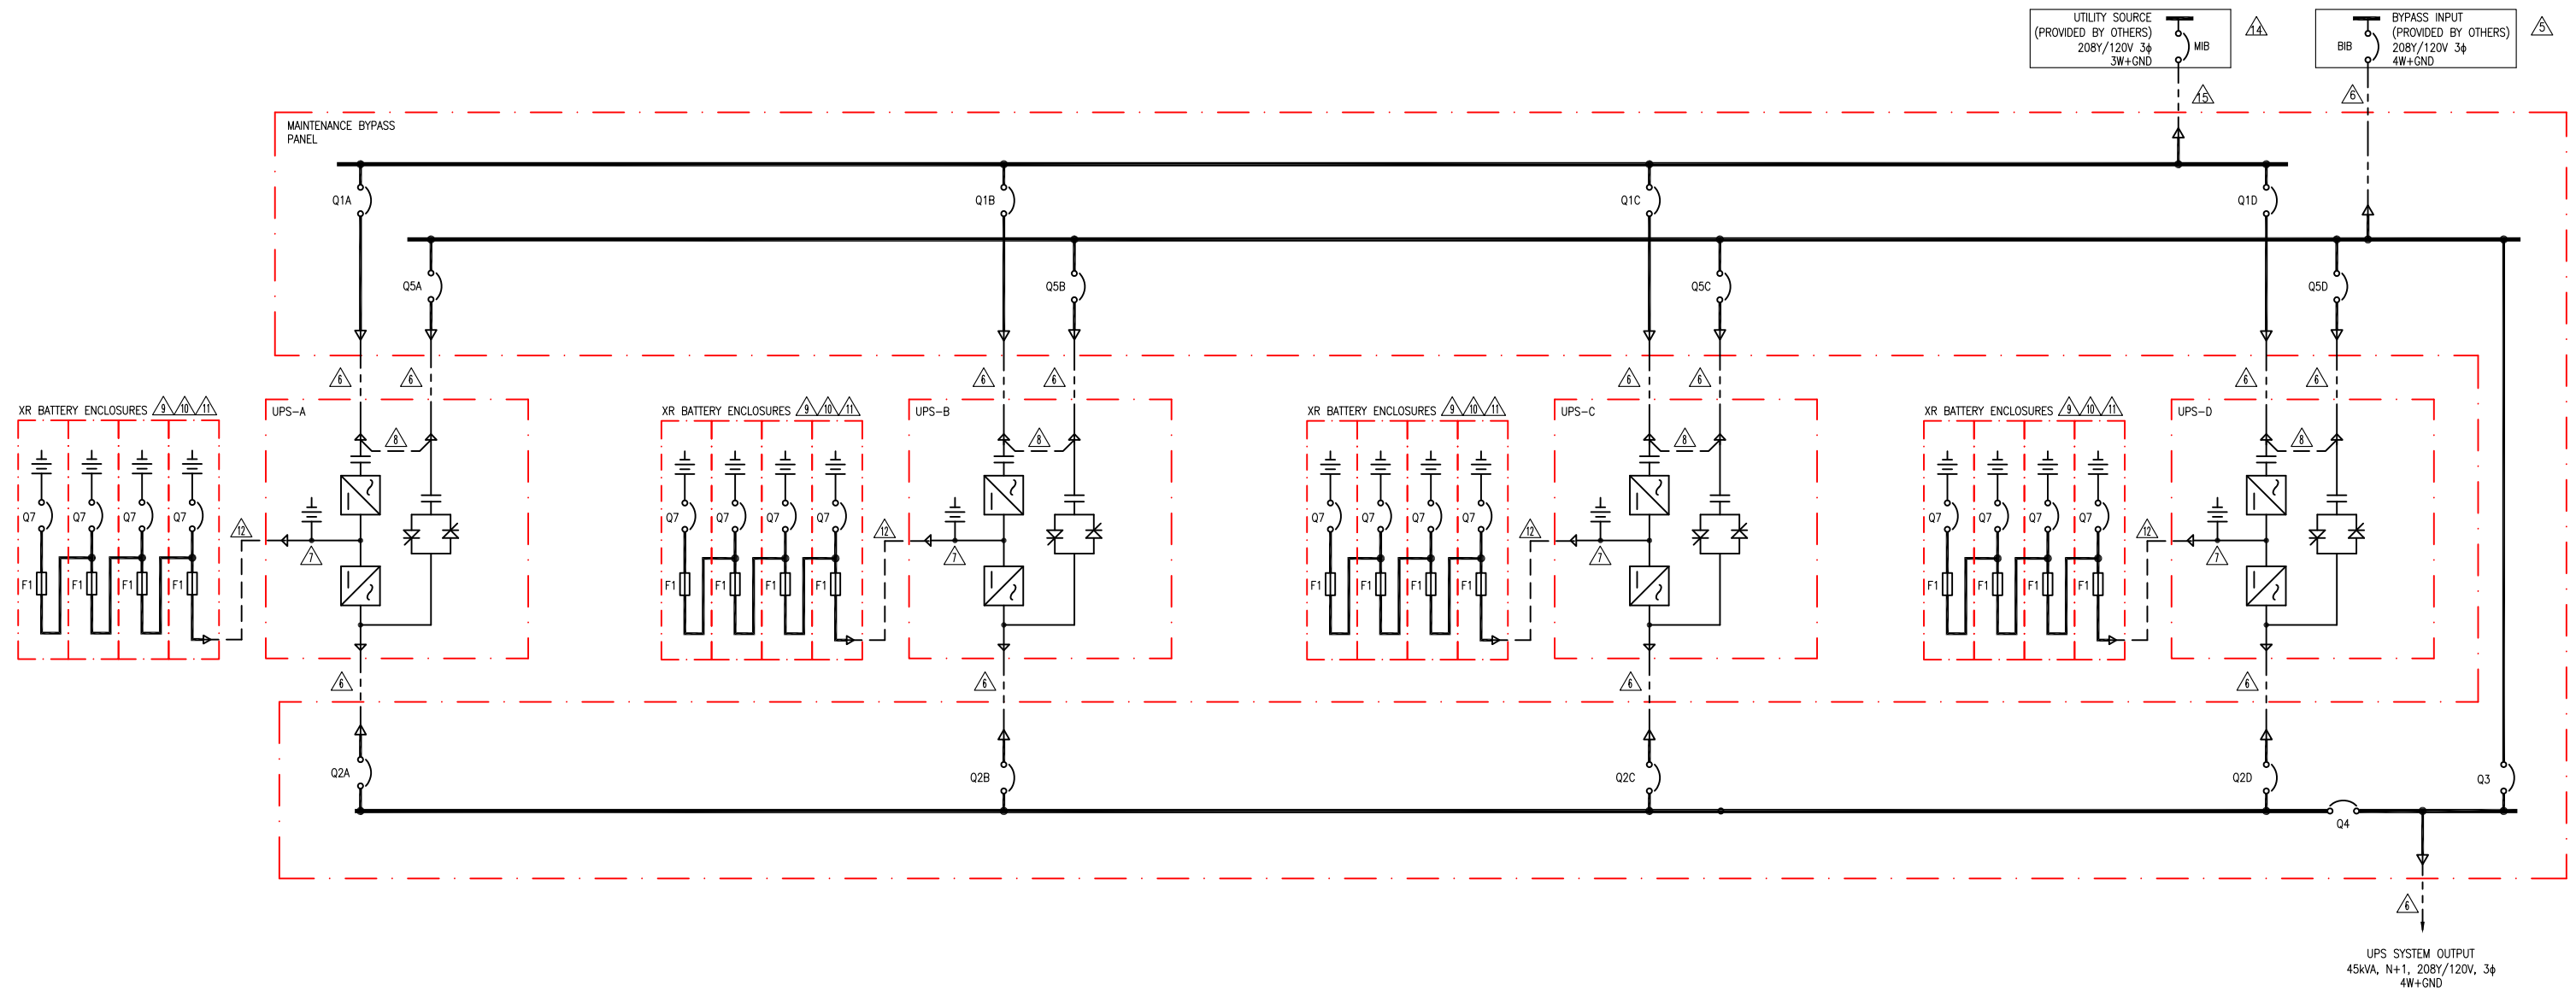 UTILITY SOURCE
(PROVIDED BY OTHERS)
208Y/120V 3ϕ
3W+GND
MIB
14
BIB
BYPASS INPUT
(PROVIDED BY OTHERS)
208Y/120V 3ϕ
4W+GND
5
15
6
MAINTENANCE BYPASS
PANEL
Q1A
Q1B
Q1C
Q1D
Q5A
Q5B
Q5C
Q5D
6 6
6 6
6 6
6 6
XR BATTERY ENCLOSURES 9 10 11
UPS-A
XR BATTERY ENCLOSURES 9 10 11
UPS-B
XR BATTERY ENCLOSURES 9 10 11
UPS-C
XR BATTERY ENCLOSURES 9 10 11
UPS-D
8
8
8
8
Q7 Q7 Q7 Q7
12
Q7 Q7 Q7 Q7
12
Q7 Q7 Q7 Q7
12
Q7 Q7 Q7 Q7
12
7
7
7
7
F1 F1 F1 F1
F1 F1 F1 F1
F1 F1 F1 F1
F1 F1 F1 F1
6
6
6
6
Q2A
Q2B
Q2C
Q2D
Q3
Q4
6
UPS SYSTEM OUTPUT
45kVA, N+1, 208Y/120V, 3ϕ
4W+GND